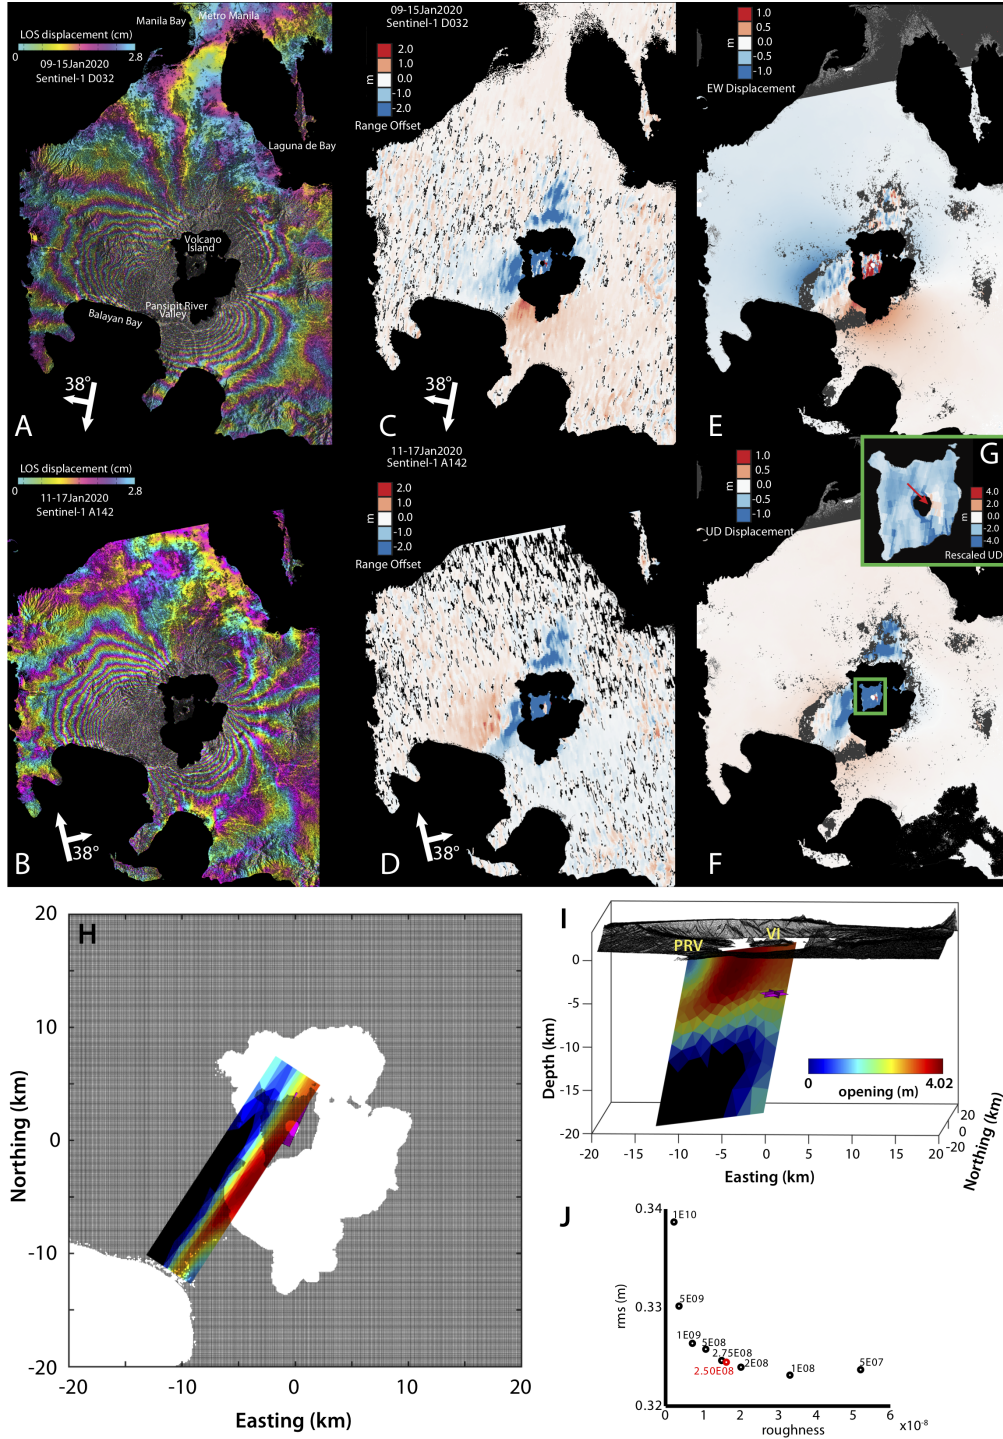 Manila Bay
Metro Manila
LOS displacement (cm)
0 2.8
09-15Jan2020
Sentinel-1 D032
Laguna de Bay
Volcano
Island
Pansipit River
Valley
Balayan Bay
38°
A
09-15Jan2020
Sentinel-1 D032
2.0
1.0
0.0
-1.0
-2.0
m
Range Offset
38°
C
1.0
0.5
0.0
-0.5
-1.0
m
EW Displacement
E
LOS displacement (cm)
0 2.8
11-17Jan2020
Sentinel-1 A142
38°
B
11-17Jan2020
Sentinel-1 A142
2.0
1.0
0.0
-1.0
-2.0
m
Range Offset
38°
D
1.0
0.5
0.0
-0.5
-1.0
m
UD Displacement
F
G
4.0
2.0
0.0
-2.0
-4.0
m
Rescaled UD
H
20
10
0
-10
-20
Northing (km)
-20 -10 0 10 20
Easting (km)
I
PRV
VI
0
-5
-10
-15
-20
Depth (km)
0 4.02
opening (m)
-20 -15 -10 -5 0 5 10 15 20
Easting (km)
20
0
-20
Northing (km)
J
0.34
0.33
0.32
rms (m)
1E10
5E09
1E09
5E08
2.75E08
2.50E08
2E08
1E08
5E07
0 1 2 3 4 5 6
x10-8
roughness